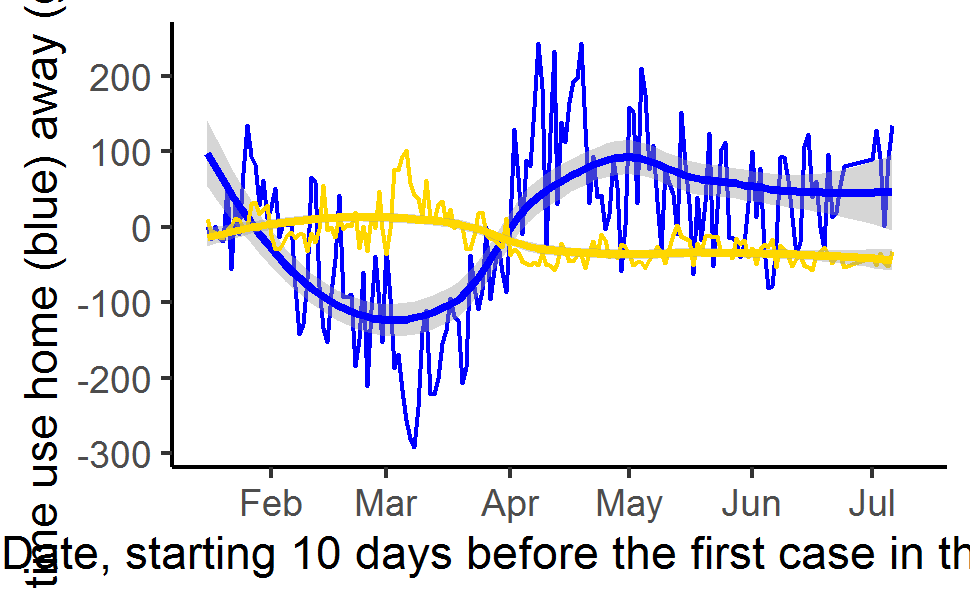 time use home (blue) away (
200
100
0
-100
-200
-300
Feb Mar Apr May Jun Jul
Date, starting 10 days before the first case in th